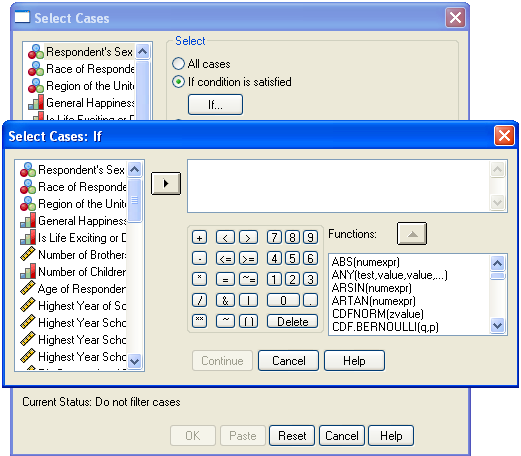 Select Cases
Respondent's Sex
Race of Responde
Region of the Unite
General Happiness
Is Life Exciting or D
Select
All cases
If condition is satisfied
If...
Select Cases: If
Respondent's Sex
Race of Responde
Region of the Unite
General Happiness
Is Life Exciting or D
Number of Brothers
Number of Children
Age of Responden
Highest Year of Sc
Highest Year Scho
Highest Year Scho
Highest Year Scho
+ < > 7 8 9
- <= >= 4 5 6
* = ~= 1 2 3
/ & | 0 .
** ~ ( ) Delete
Functions:
ABS(numexpr)
ANY(test,value,value,...)
ARSIN(numexpr)
ARTAN(numexpr)
CDFNORM(zvalue)
CDF.BERNOULLI(q,p)
Continue Cancel Help
Current Status: Do not filter cases
OK Paste Reset Cancel Help